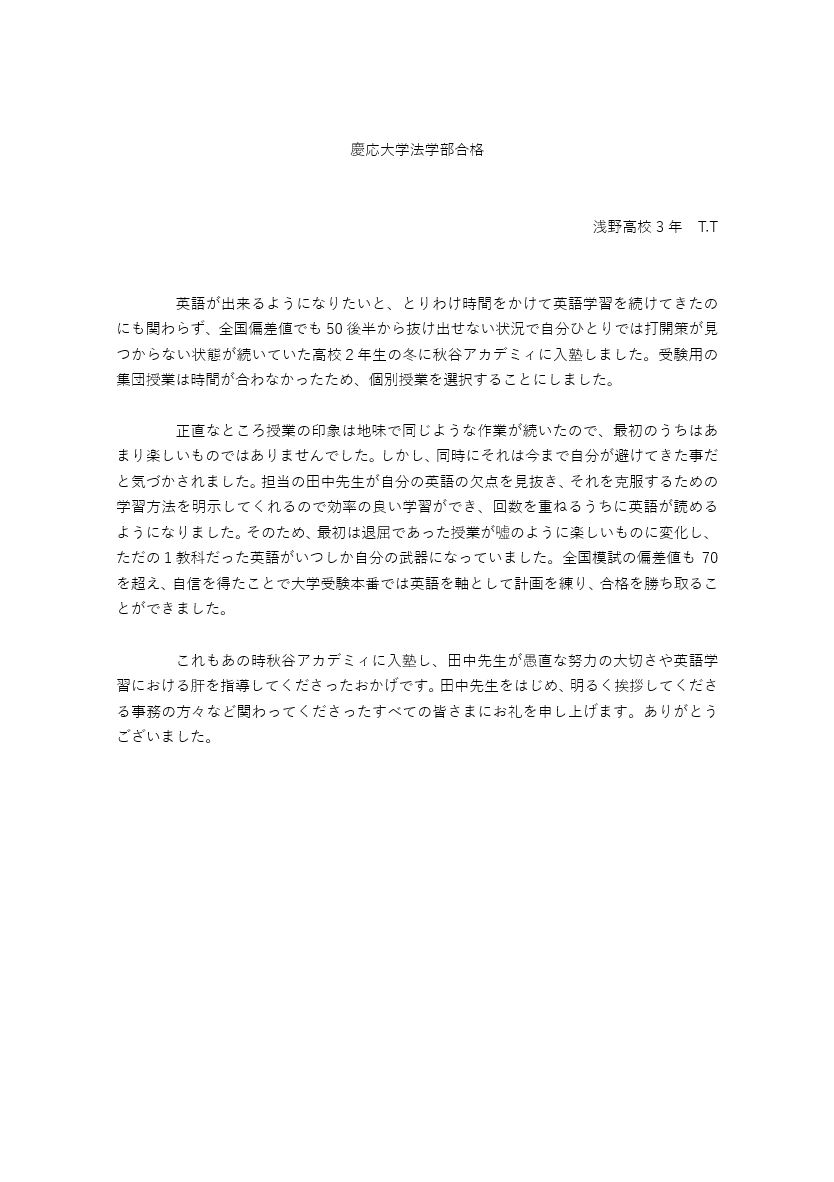 慶応大学法学部合格
浅野高校３年　T.T
英語が出来るようになりたいと、とりわけ時間をかけて英語学習を続けてきたの
にも関わらず、全国偏差値でも 50 後半から抜け出せない状況で自分ひとりでは打開策が見
つからない状態が続いていた高校２年生の冬に秋谷アカデミィに入塾しました。受験用の
集団授業は時間が合わなかったため、個別授業を選択することにしました。
正直なところ授業の印象は地味で同じような作業が続いたので、最初のうちはあ
まり楽しいものではありませんでした。しかし、同時にそれは今まで自分が避けてきた事だ
と気づかされました。担当の田中先生が自分の英語の欠点を見抜き、それを克服するための
学習方法を明示してくれるので効率の良い学習ができ、回数を重ねるうちに英語が読める
ようになりました。そのため、最初は退屈であった授業が嘘のように楽しいものに変化し、
ただの１教科だった英語がいつしか自分の武器になっていました。全国模試の偏差値も 70
を超え、自信を得たことで大学受験本番では英語を軸として計画を練り、合格を勝ち取るこ
とができました。
これもあの時秋谷アカデミィに入塾し、田中先生が愚直な努力の大切さや英語学
習における肝を指導してくださったおかげです。田中先生をはじめ、明るく挨拶してくださ
る事務の方々など関わってくださったすべての皆さまにお礼を申し上げます。ありがとう
ございました。